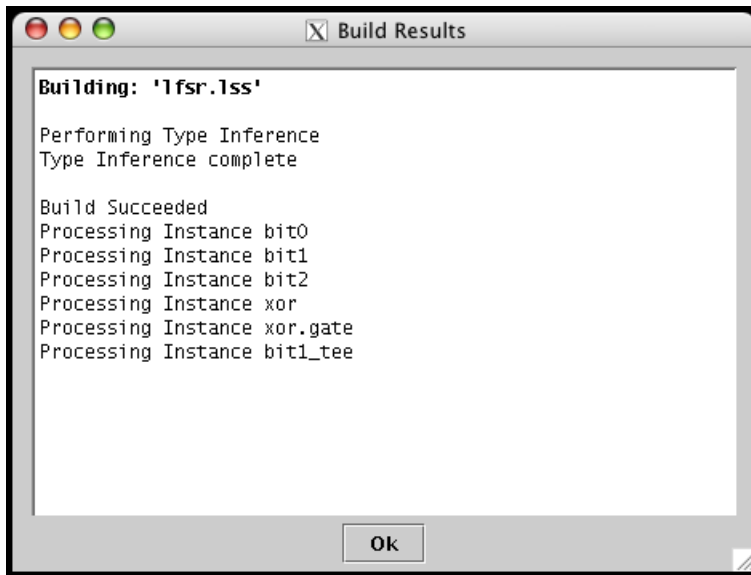 X Build Results
Building: 'lfsr.lss'
Performing Type Inference
Type Inference complete
Build Succeeded
Processing Instance bit0
Processing Instance bit1
Processing Instance bit2
Processing Instance xor
Processing Instance xor.gate
Processing Instance bit1_tee
Ok